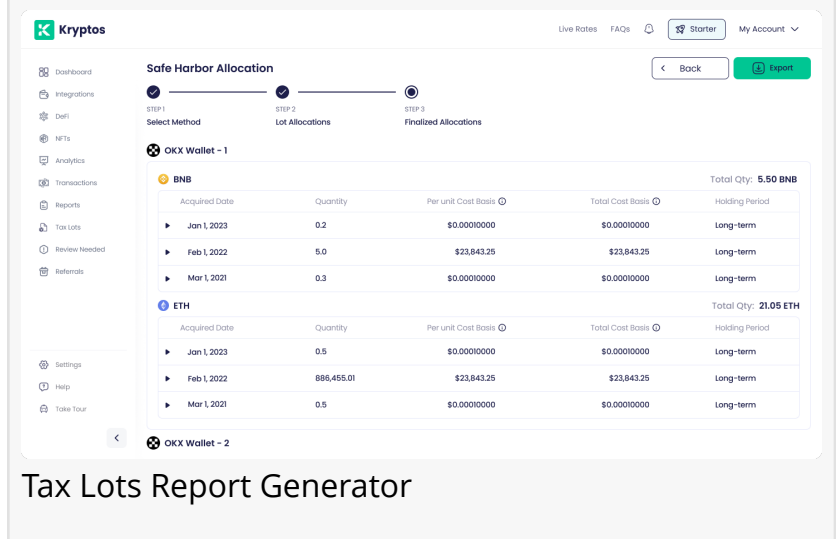 Kryptos
Live Rates FAQs Starter My Account
Dashboard
Integrations
DeFi
NFTs
Analytics
Transactions
Reports
Tax Lots
Review Needed
Referrals
Settings
Help
Take Tour
Safe Harbor Allocation
Back Export
STEP 1 STEP 2 STEP 3
Select Method Lot Allocations Finalized Allocations
OKX Wallet - 1
BNB Total Qty: 5.50 BNB
Acquired Date Quantity Per unit Cost Basis Total Cost Basis Holding Period
Jan 1, 2023 0.2 $0.00010000 $0.00010000 Long-term
Feb 1, 2022 5.0 $23,843.25 $23,843.25 Long-term
Mar 1, 2021 0.3 $0.00010000 $0.00010000 Long-term
ETH Total Qty: 21.05 ETH
Acquired Date Quantity Per unit Cost Basis Total Cost Basis Holding Period
Jan 1, 2023 0.5 $0.00010000 $0.00010000 Long-term
Feb 1, 2022 886,455.01 $23,843.25 $23,843.25 Long-term
Mar 1, 2021 0.5 $0.00010000 $0.00010000 Long-term
OKX Wallet - 2
Tax Lots Report Generator